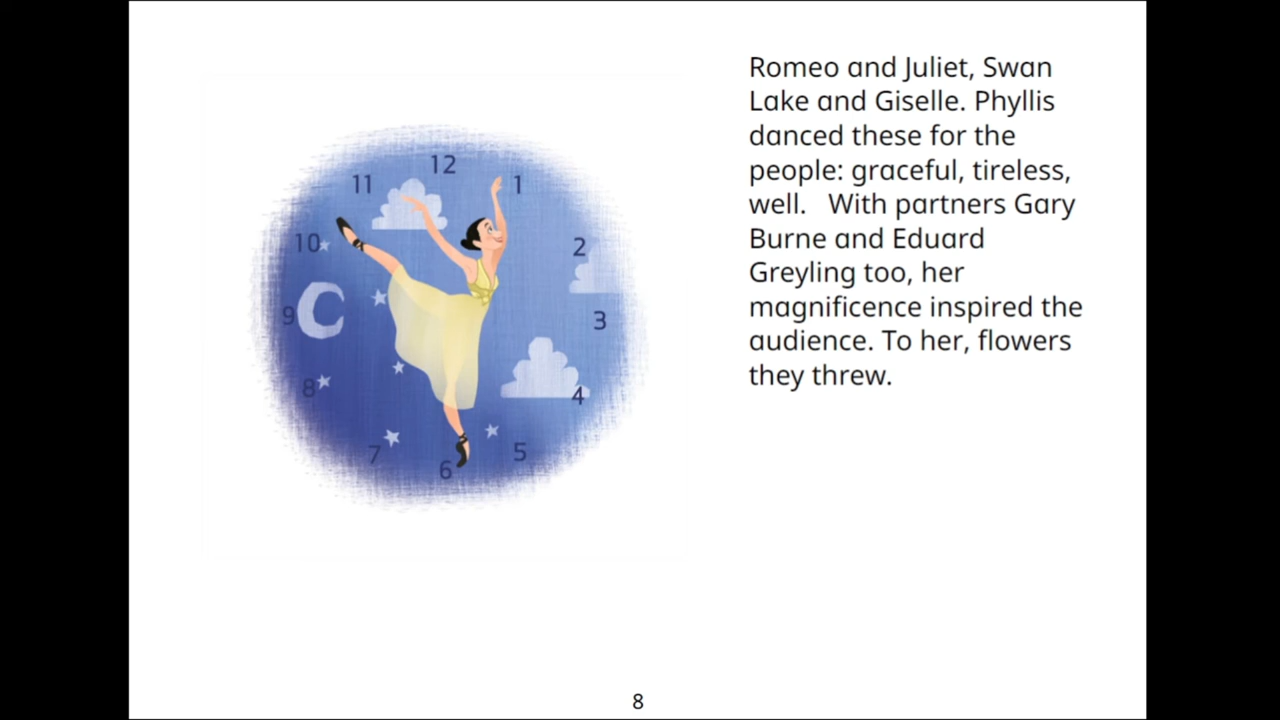 12
11
1
10
2
9
3
8
4
7
5
6
Romeo and Juliet, Swan
Lake and Giselle. Phyllis
danced these for the
people: graceful, tireless,
well.   With partners Gary
Burne and Eduard
Greyling too, her
magnificence inspired the
audience. To her, flowers
they threw.
8